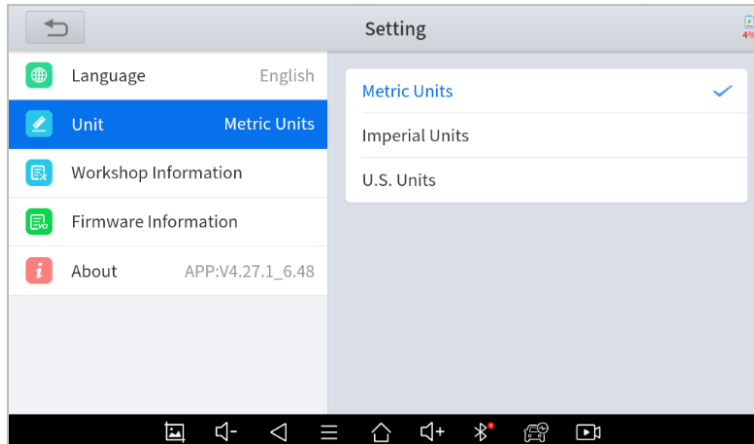 Setting
4%
Language English
Unit Metric Units
Workshop Information
Firmware Information
About APP:V4.27.1_6.48
Metric Units
Imperial Units
U.S. Units